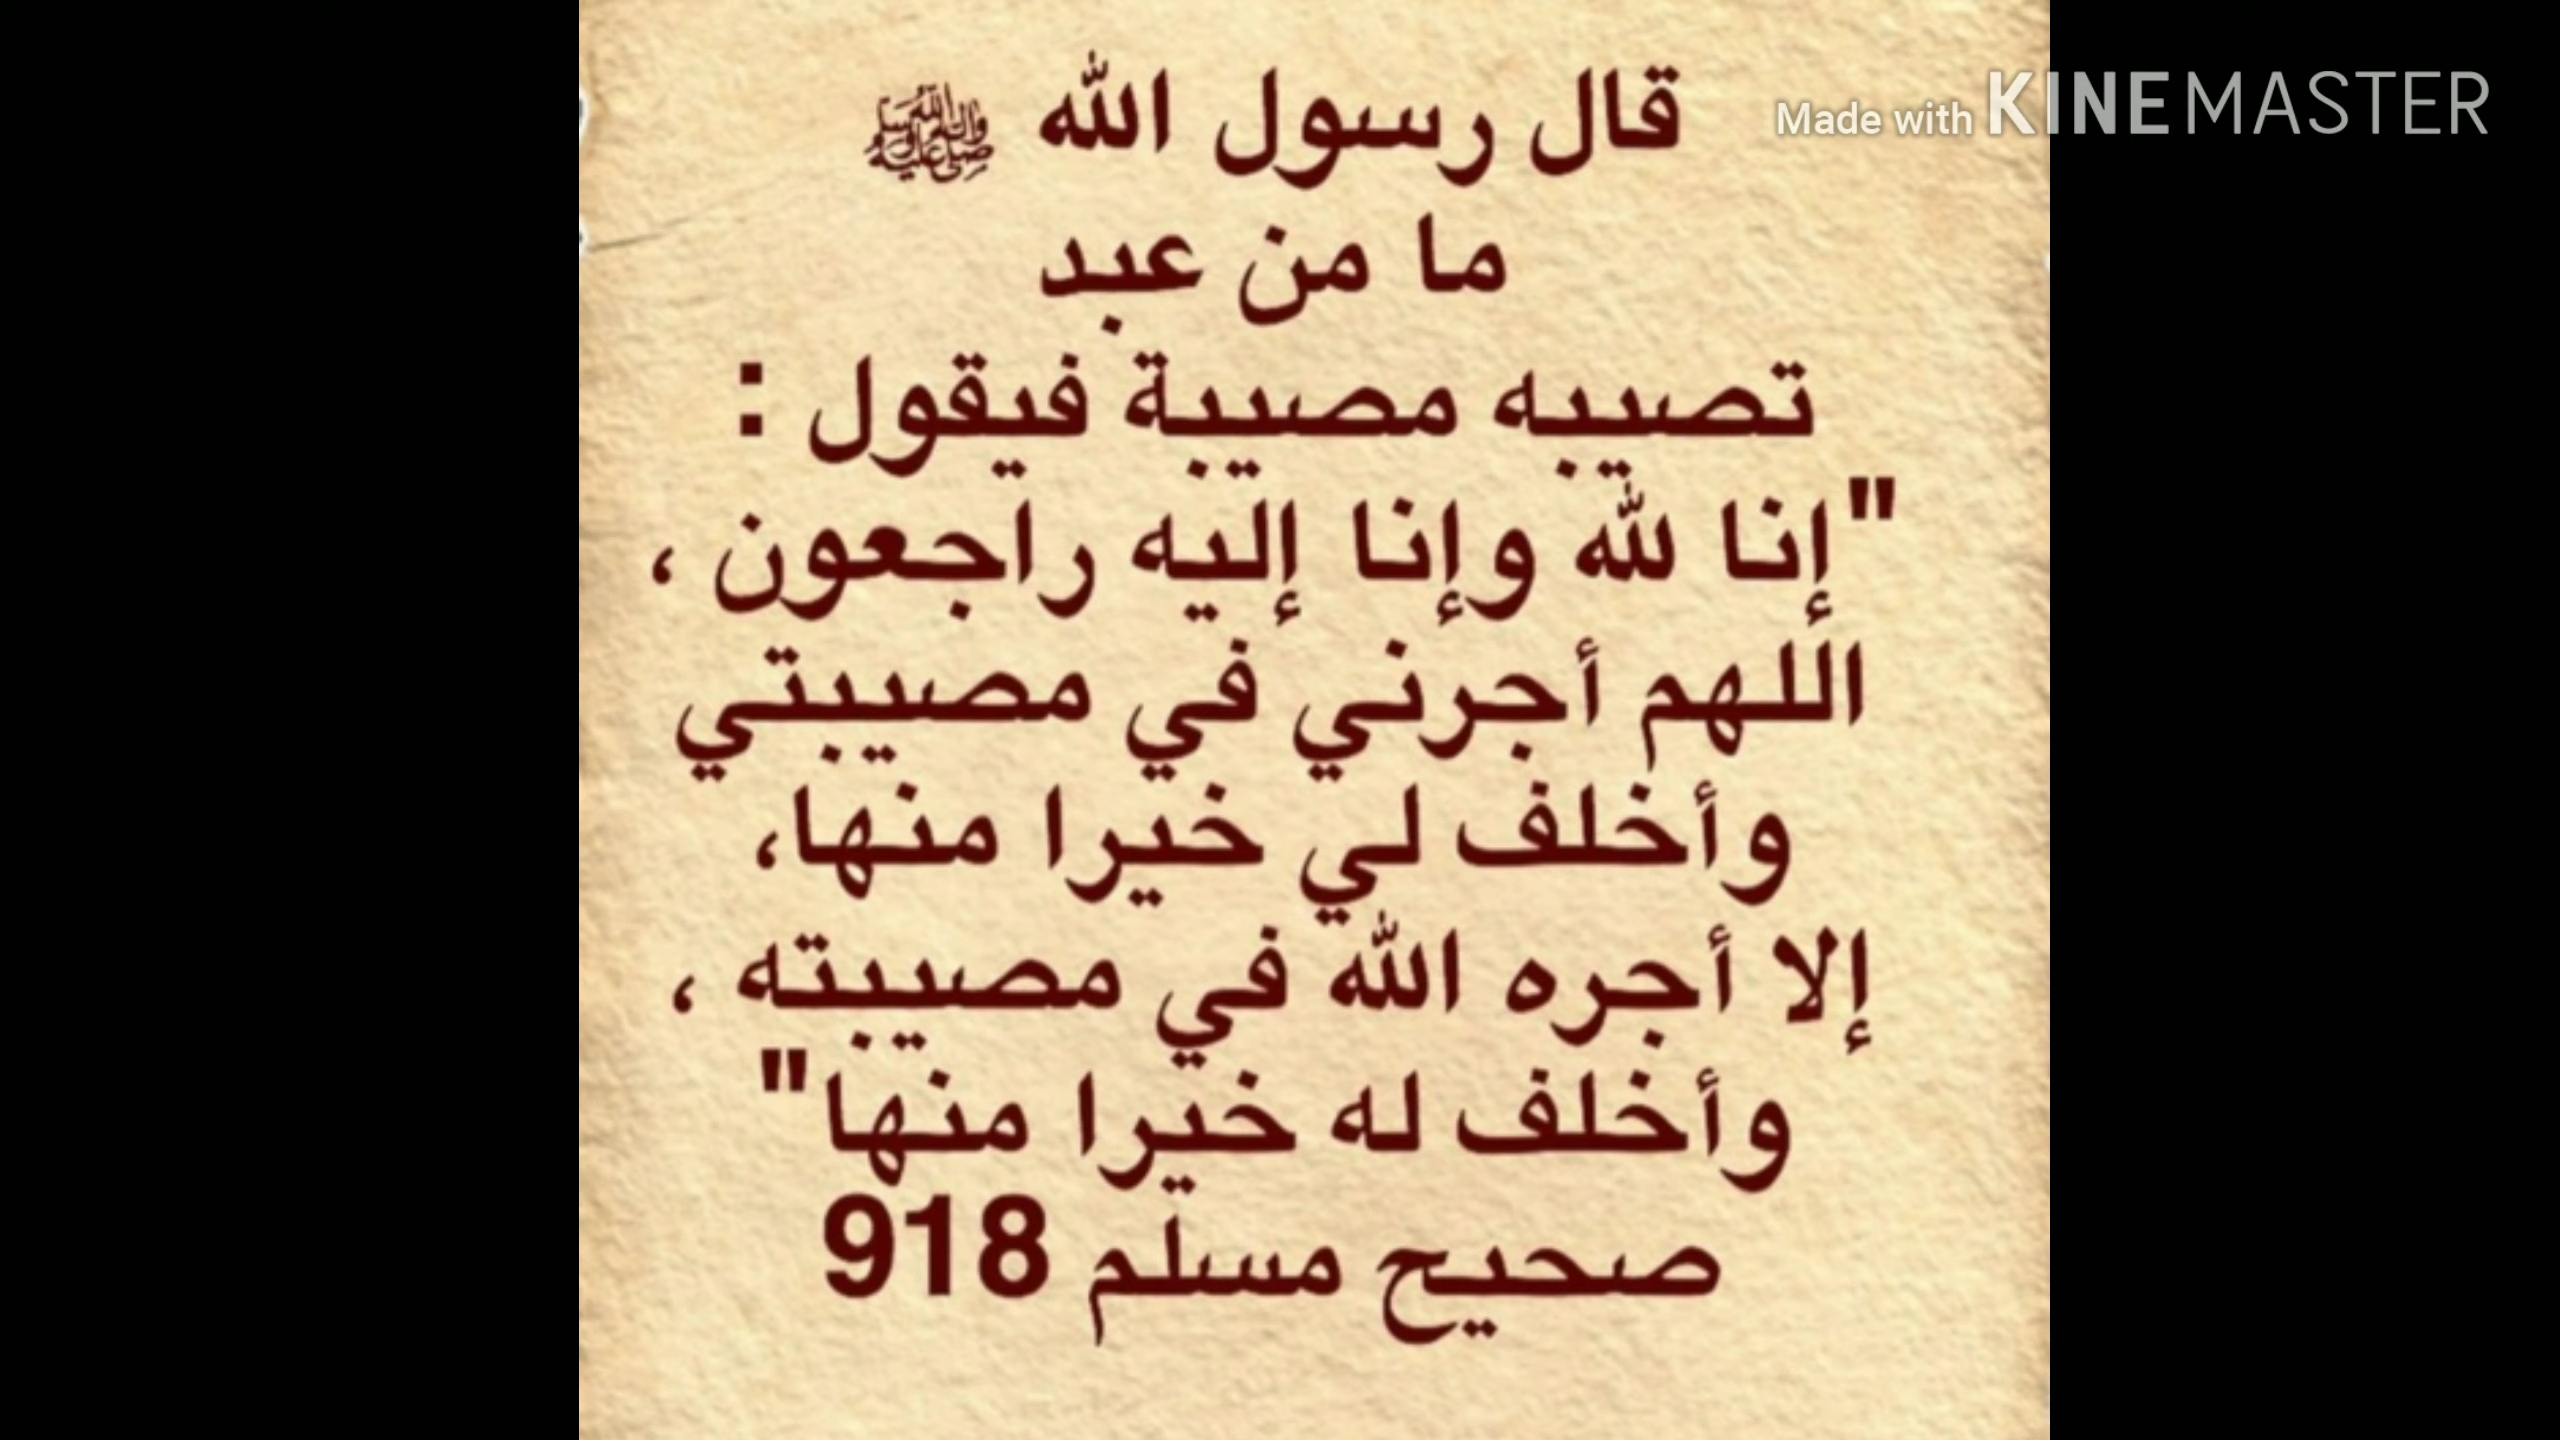 قال رسول الله ﷺ
Made with KINEMASTER
ما من عبد
تصيبه مصيبة فيقول :
"إنا لله وإنا إليه راجعون ،
اللهم أجرني في مصيبتي
وأخلف لي خيرا منها،
إلا أجره الله في مصيبته ،
وأخلف له خيرا منها"
صحيح مسلم 918